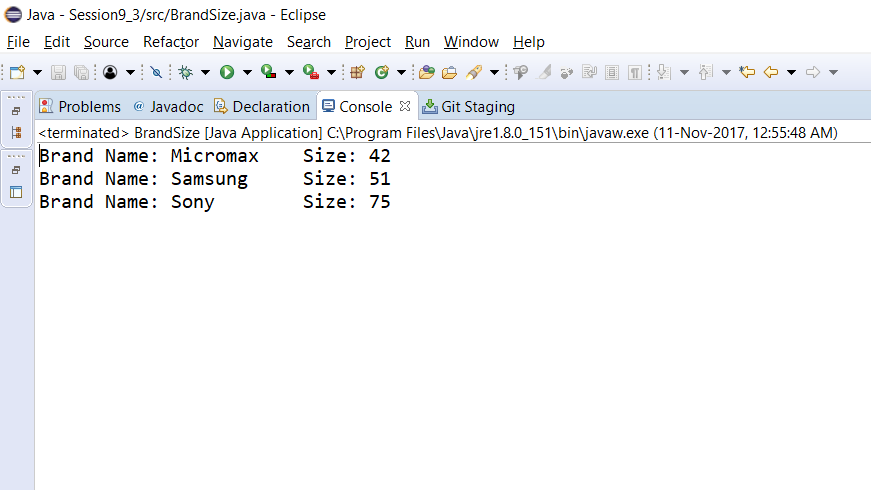 Java - Session9_3/src/BrandSize.java - Eclipse
File Edit Source Refactor Navigate Search Project Run Window Help
Problems @ Javadoc Declaration Console Git Staging
<terminated> BrandSize [Java Application] C:\Program Files\Java\jre1.8.0_151\bin\javaw.exe (11-Nov-2017, 12:55:48 AM)
Brand Name: Micromax    Size: 42
Brand Name: Samsung     Size: 51
Brand Name: Sony        Size: 75